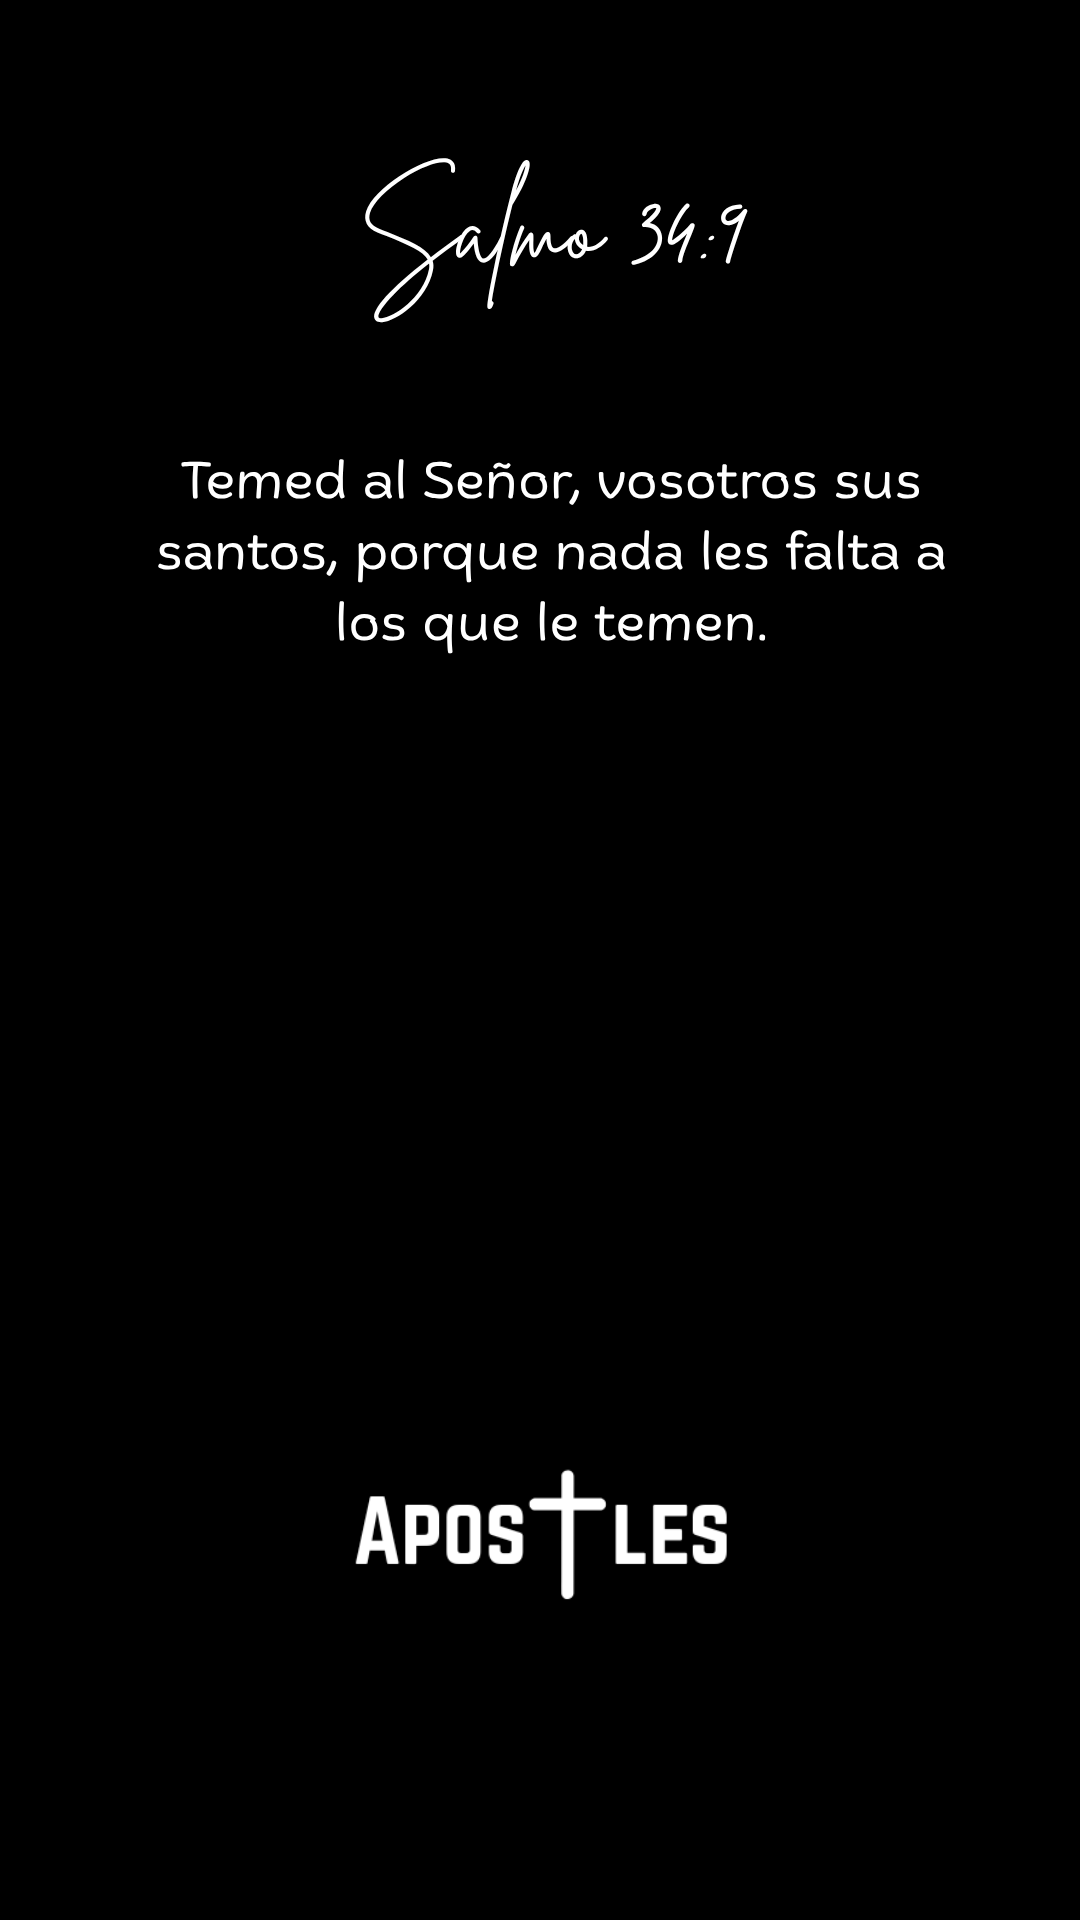 Salmo 34:9
Temed al Señor, vosotros sus
santos, porque nada les falta a
los que le temen.
APOSTLES